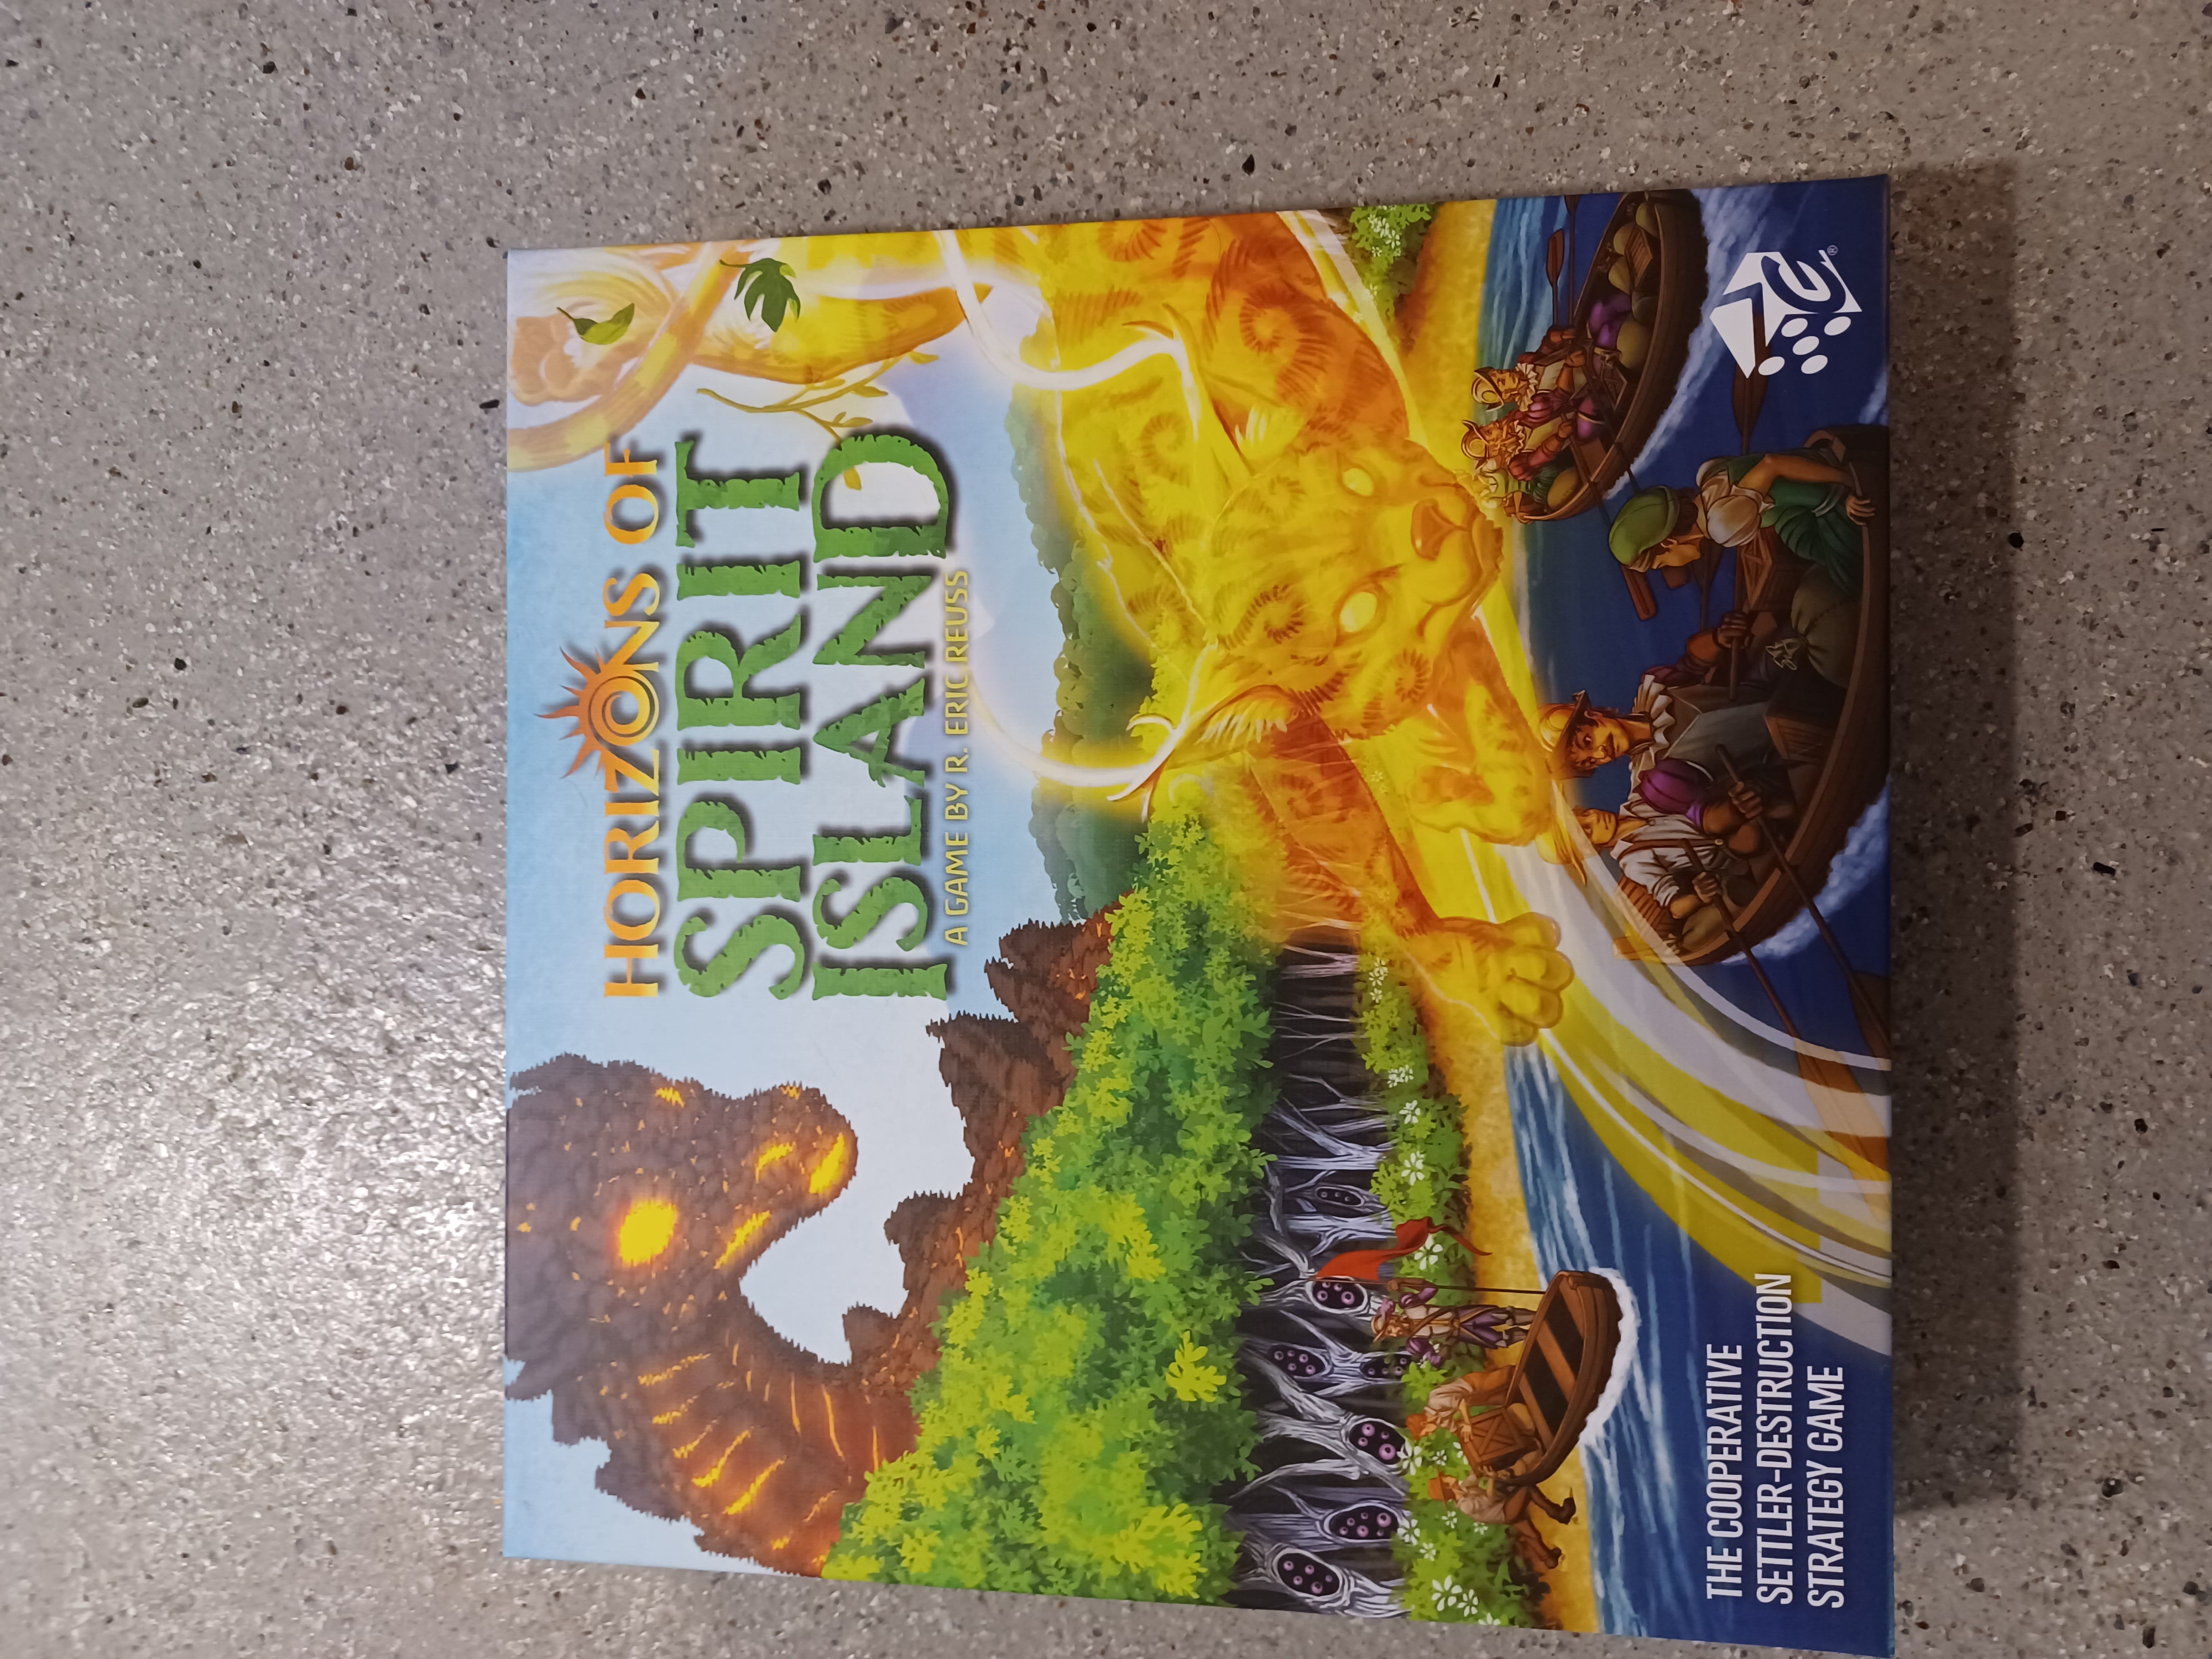 HORIZONS OF
SPIRIT
ISLAND
A GAME BY R. ERIC REUSS
THE COOPERATIVE
SETTLER-DESTRUCTION
STRATEGY GAME